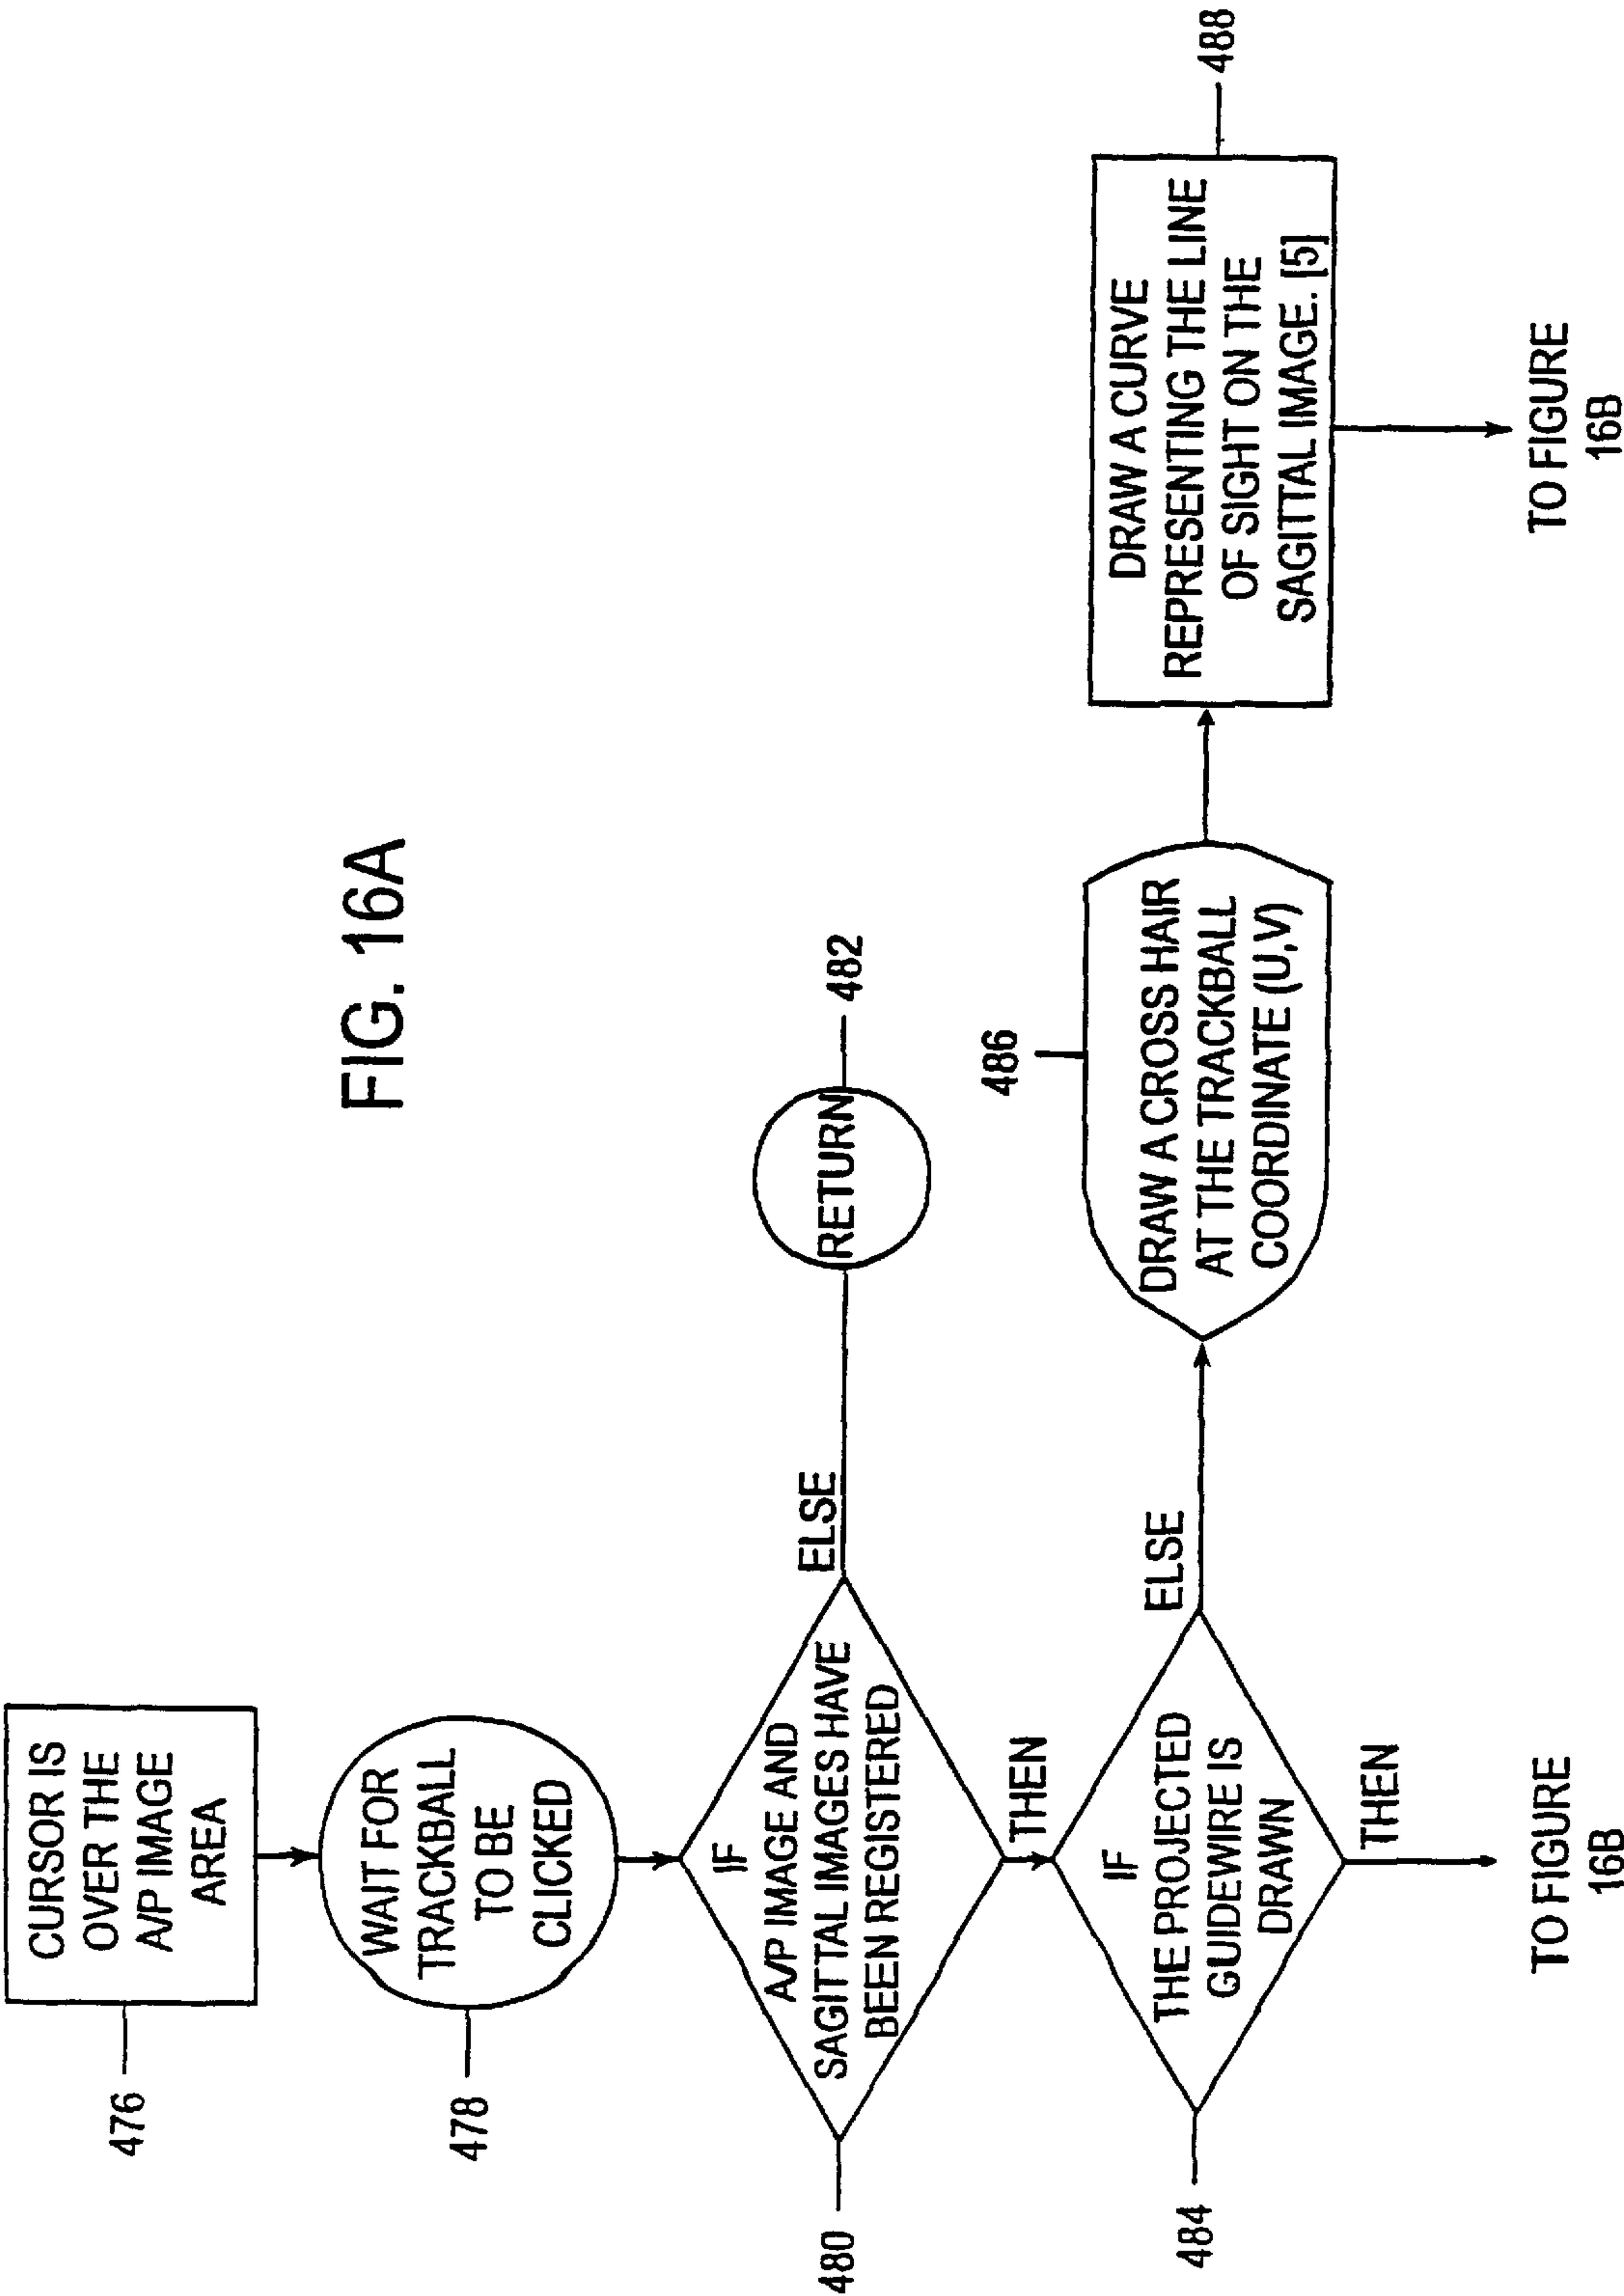 FIG. 16A
476
CURSOR IS
OVER THE
A/P IMAGE
AREA
478
WAIT FOR
TRACKBALL
TO BE
CLICKED
480
IF
A/P IMAGE AND
SAGITTAL IMAGES HAVE
BEEN REGISTERED
ELSE
RETURN
482
THEN
484
IF
THE PROJECTED
GUIDEWIRE IS
DRAWN
ELSE
486
DRAW A CROSS HAIR
AT THE TRACKBALL
COORDINATE (U,V)
DRAW A CURVE
REPRESENTING THE LINE
OF SIGHT ON THE
SAGITTAL IMAGE. [5]
488
THEN
TO FIGURE
16B
TO FIGURE
16B